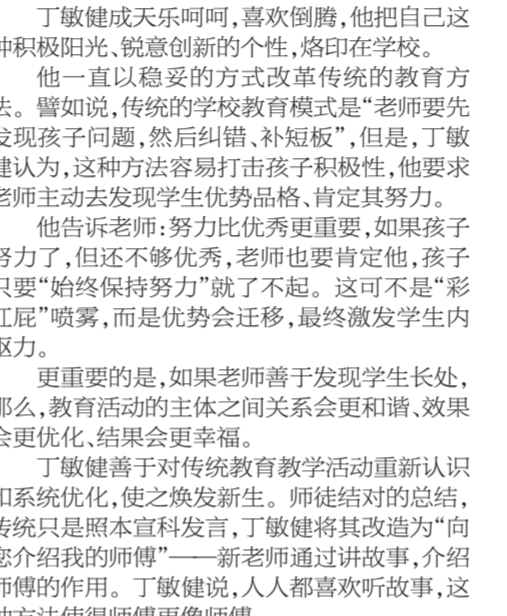 丁敏健成天乐呵呵,喜欢倒腾,他把自己这
种积极阳光、锐意创新的个性,烙印在学校。
他一直以稳妥的方式改革传统的教育方
法。譬如说,传统的学校教育模式是“老师要先
发现孩子问题,然后纠错、补短板”,但是,丁敏
健认为,这种方法容易打击孩子积极性,他要求
老师主动去发现学生优势品格、肯定其努力。
他告诉老师:努力比优秀更重要,如果孩子
努力了,但还不够优秀,老师也要肯定他,孩子
只要“始终保持努力”就了不起。这可不是“彩
虹屁”喷雾,而是优势会迁移,最终激发学生内
驱力。
更重要的是,如果老师善于发现学生长处,
那么,教育活动的主体之间关系会更和谐、效果
会更优化、结果会更幸福。
丁敏健善于对传统教育教学活动重新认识
和系统优化,使之焕发新生。师徒结对的总结,
传统只是照本宣科发言,丁敏健将其改造为“向
您介绍我的师傅”——新老师通过讲故事,介绍
师傅的作用。丁敏健说,人人都喜欢听故事,这
种方法使得师傅更像师傅